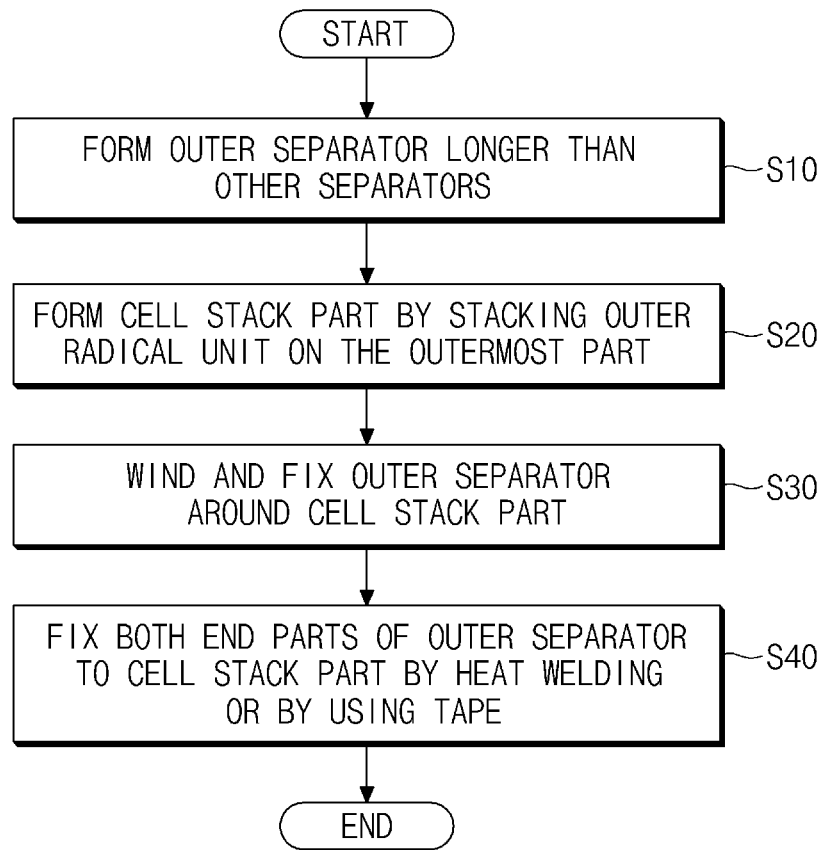 START
FORM OUTER SEPARATOR LONGER THAN
OTHER SEPARATORS
S10
FORM CELL STACK PART BY STACKING OUTER
RADICAL UNIT ON THE OUTERMOST PART
S20
WIND AND FIX OUTER SEPARATOR
AROUND CELL STACK PART
S30
FIX BOTH END PARTS OF OUTER SEPARATOR
TO CELL STACK PART BY HEAT WELDING
OR BY USING TAPE
S40
END